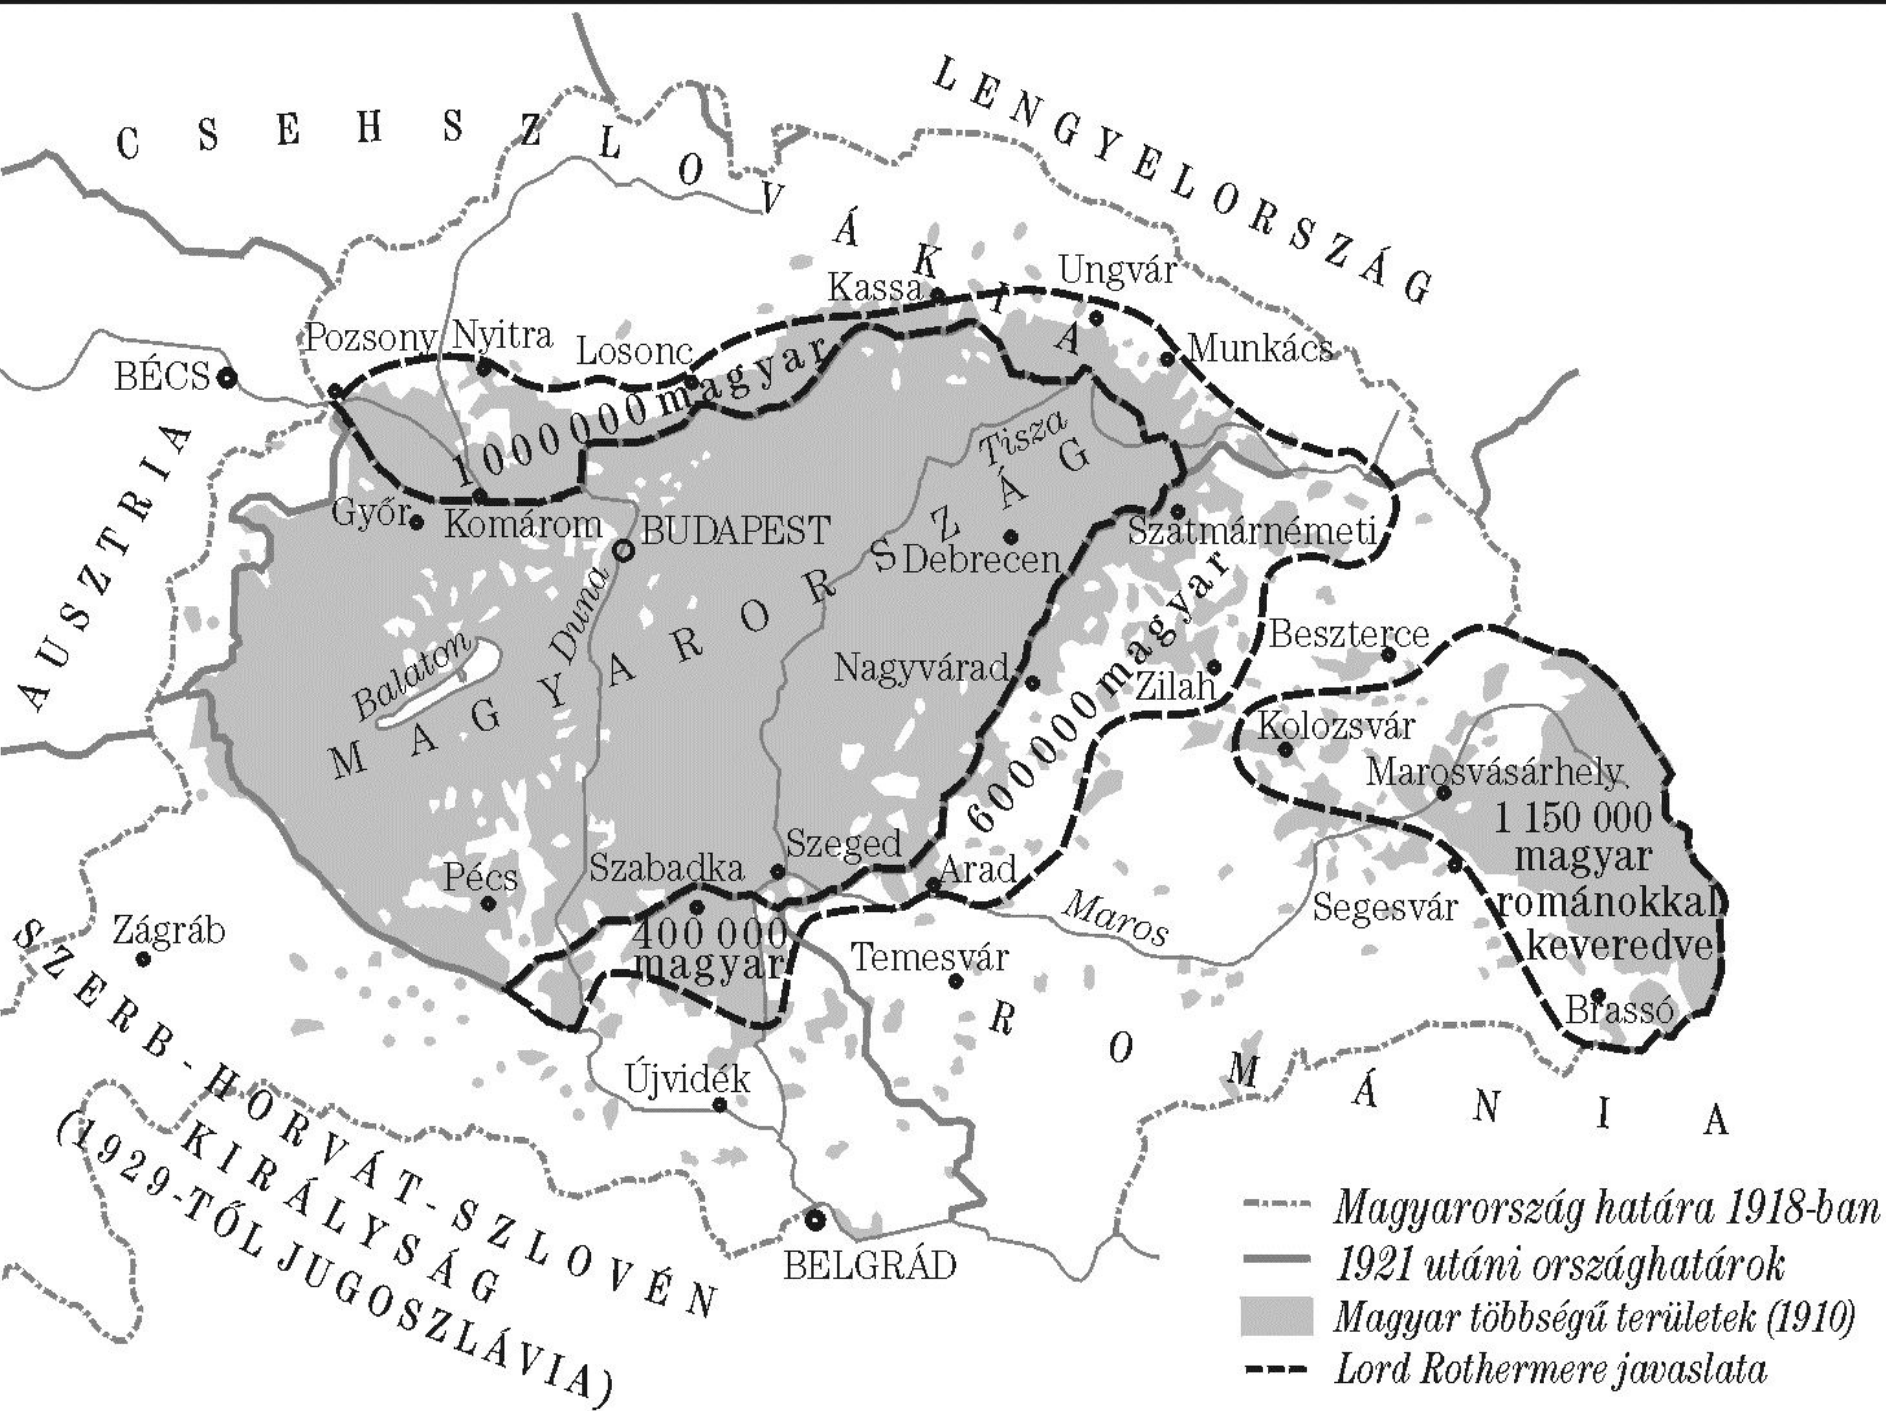 CSEHSZLOVÁKIA
LENGYELORSZÁG
Kassa
Ungvár
Pozsony
Nyitra
Losonc
Munkács
BÉCS
1 000 000 magyar
AUSZTRIA
Tisza
Győr
Komárom
BUDAPEST
Szatmárnémeti
Debrecen
MAGYARORSZÁG
Duna
Balaton
Nagyvárad
600 000 magyar
Zilah
Beszterce
Kolozsvár
Marosvásárhely
1 150 000
magyar
románokkal
keveredve
Szeged
Szabadka
Pécs
Arad
Segesvár
400 000
magyar
Zágráb
Temesvár
Maros
Brassó
ROMÁNIA
Újvidék
SZERB-HORVÁT-SZLOVÉN
KIRÁLYSÁG
(1929-TŐL JUGOSZLÁVIA)
BELGRÁD
Magyarország határa 1918-ban
1921 utáni országhatárok
Magyar többségű területek (1910)
Lord Rothermere javaslata